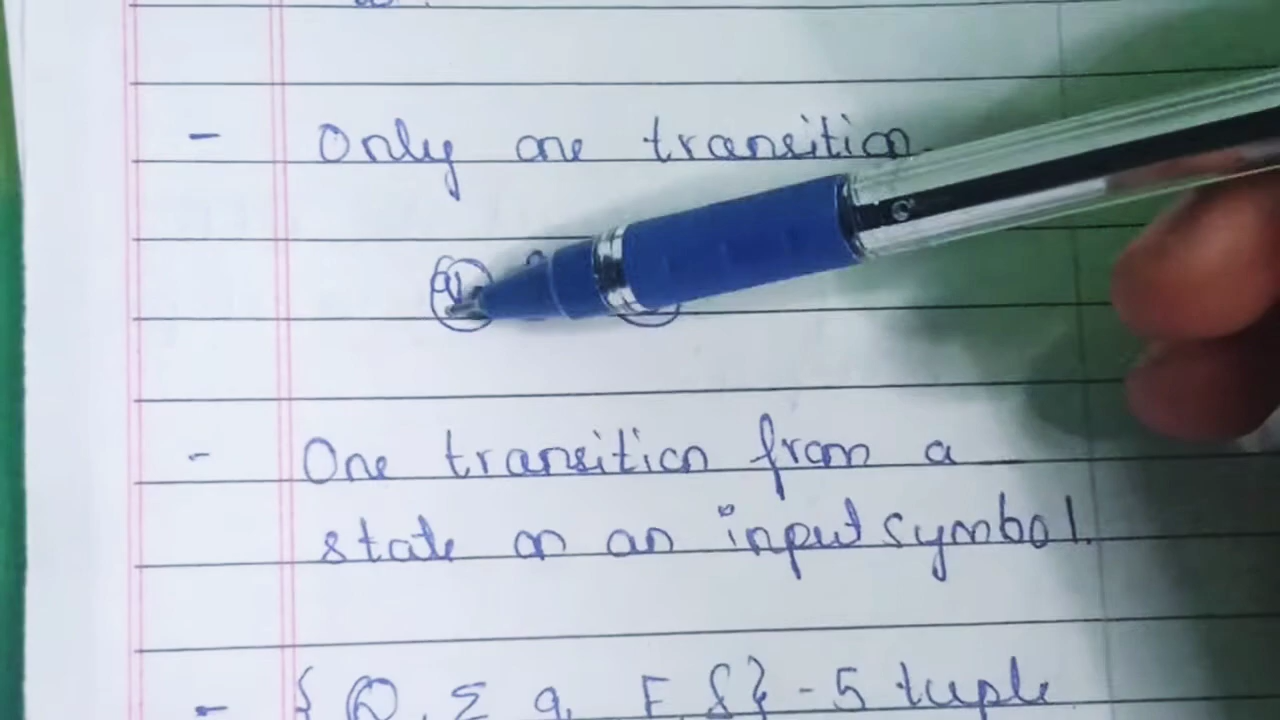 - Only one transition.
- One transition from a
state on an input symbol.
- { Q, Σ, q, F, δ} - 5 tuple